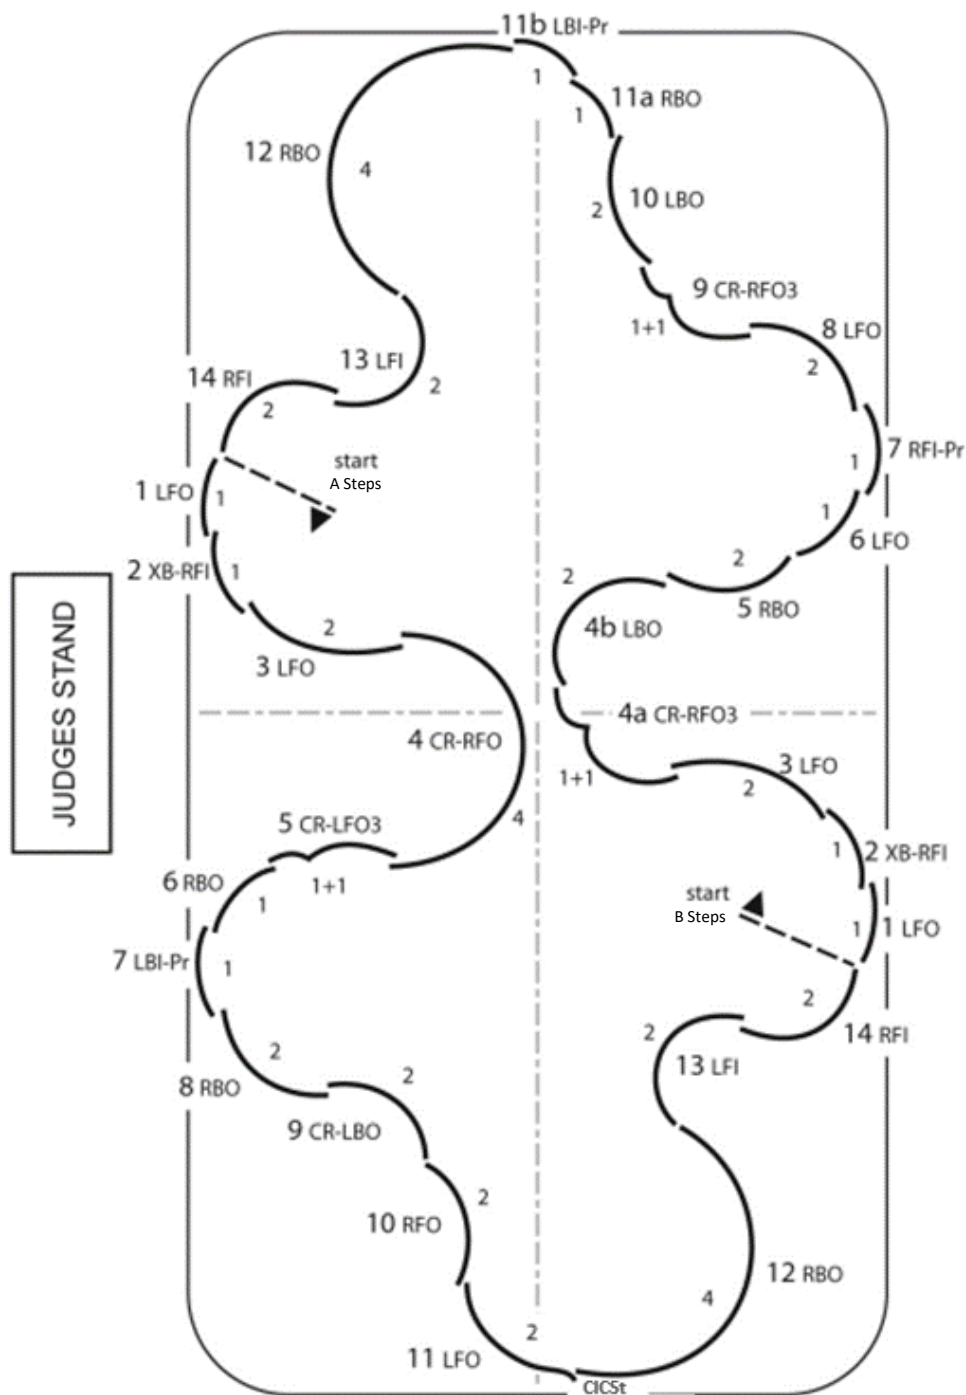 11b LBI-Pr
1
11a RBO
1
12 RBO
4
10 LBO
2
9 CR-RFO3
1+1
8 LFO
2
13 LFI
2
14 RFI
2
7 RFI-Pr
1
start
A Steps
1 LFO
1
6 LFO
1
2 XB-RFI
1
2
5 RBO
2
4b LBO
3 LFO
2
JUDGES STAND
4 CR-RFO
4
4a CR-RFO3
1+1
3 LFO
2
5 CR-LFO3
1+1
2 XB-RFI
1
6 RBO
1
start
B Steps
1 LFO
1
7 LBI-Pr
1
2
14 RFI
8 RBO
2
2
13 LFI
9 CR-LBO
2
10 RFO
2
12 RBO
4
11 LFO
2
ClCSt